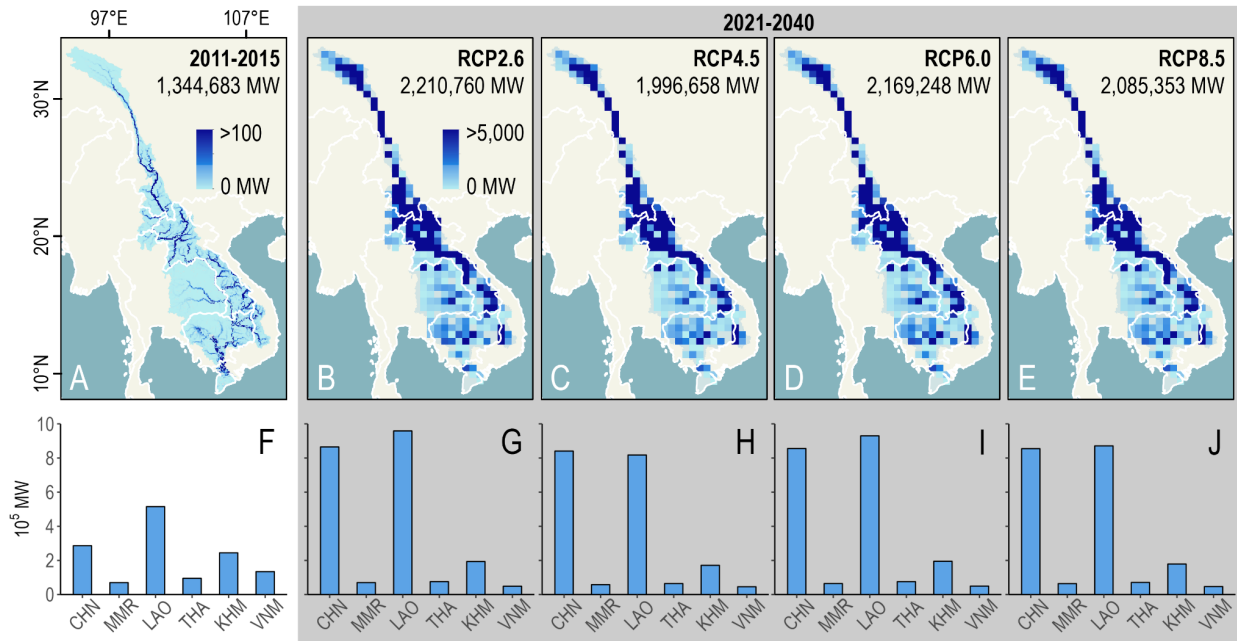 97°E
107°E
2021-2040
2011-2015
1,344,683 MW
>100
0 MW
30°N
20°N
10°N
A
RCP2.6
2,210,760 MW
>5,000
0 MW
B
RCP4.5
1,996,658 MW
C
RCP6.0
2,169,248 MW
D
RCP8.5
2,085,353 MW
E
10⁵ MW
10
8
6
4
2
0
F
CHN MMR LAO THA KHM VNM
G
CHN MMR LAO THA KHM VNM
H
CHN MMR LAO THA KHM VNM
I
CHN MMR LAO THA KHM VNM
J
CHN MMR LAO THA KHM VNM